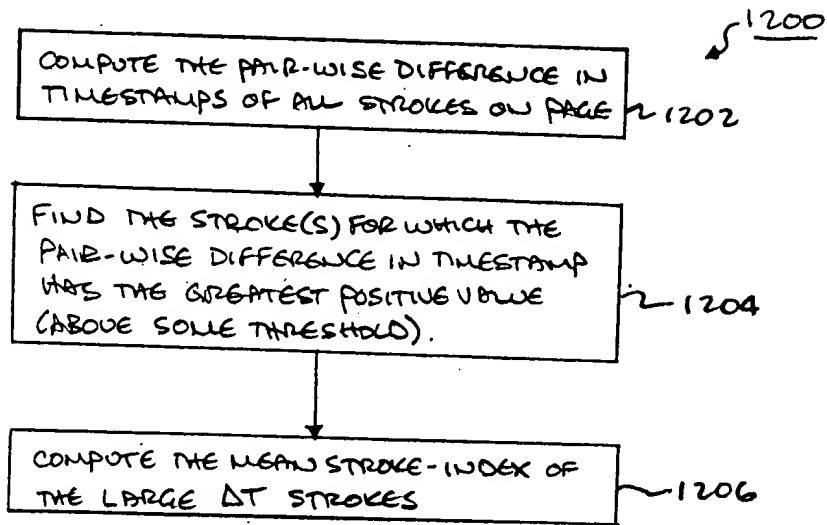 1200
COMPUTE THE PAIR-WISE DIFFERENCE IN
TIMESTAMPS OF ALL STROKES ON PAGE
1202
FIND THE STROKE(S) FOR WHICH THE
PAIR-WISE DIFFERENCE IN TIMESTAMP
HAS THE GREATEST POSITIVE VALUE
(ABOVE SOME THRESHOLD).
1204
COMPUTE THE MEAN STROKE-INDEX OF
THE LARGE ΔT STROKES
1206